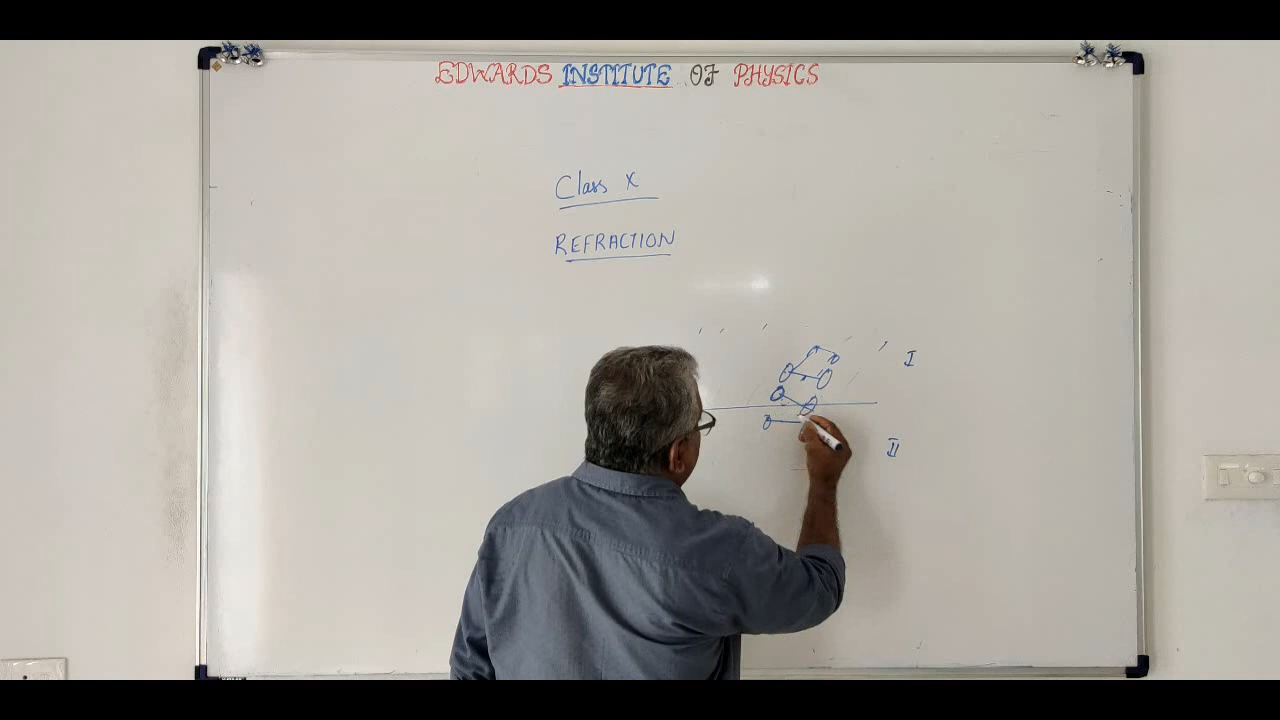 EDWARDS INSTITUTE OF PHYSICS
Class X
REFRACTION
I
II